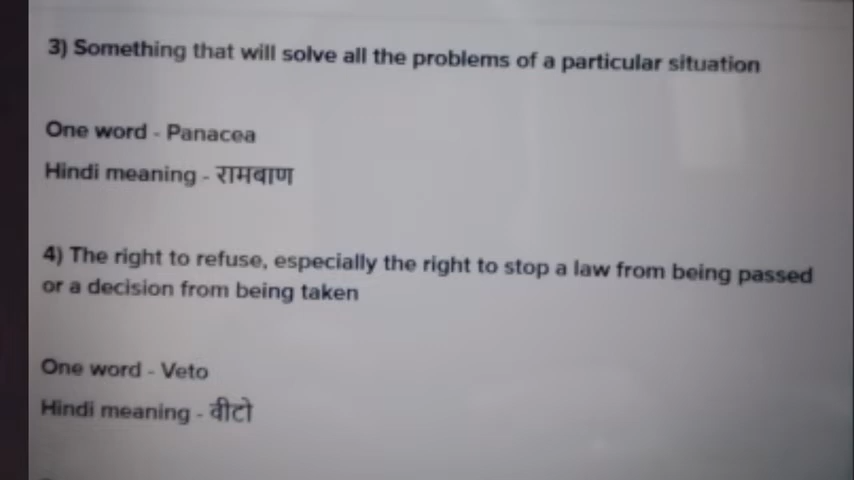 3) Something that will solve all the problems of a particular situation
One word - Panacea
Hindi meaning - रामबाण
4) The right to refuse, especially the right to stop a law from being passed
or a decision from being taken
One word - Veto
Hindi meaning - वीटो